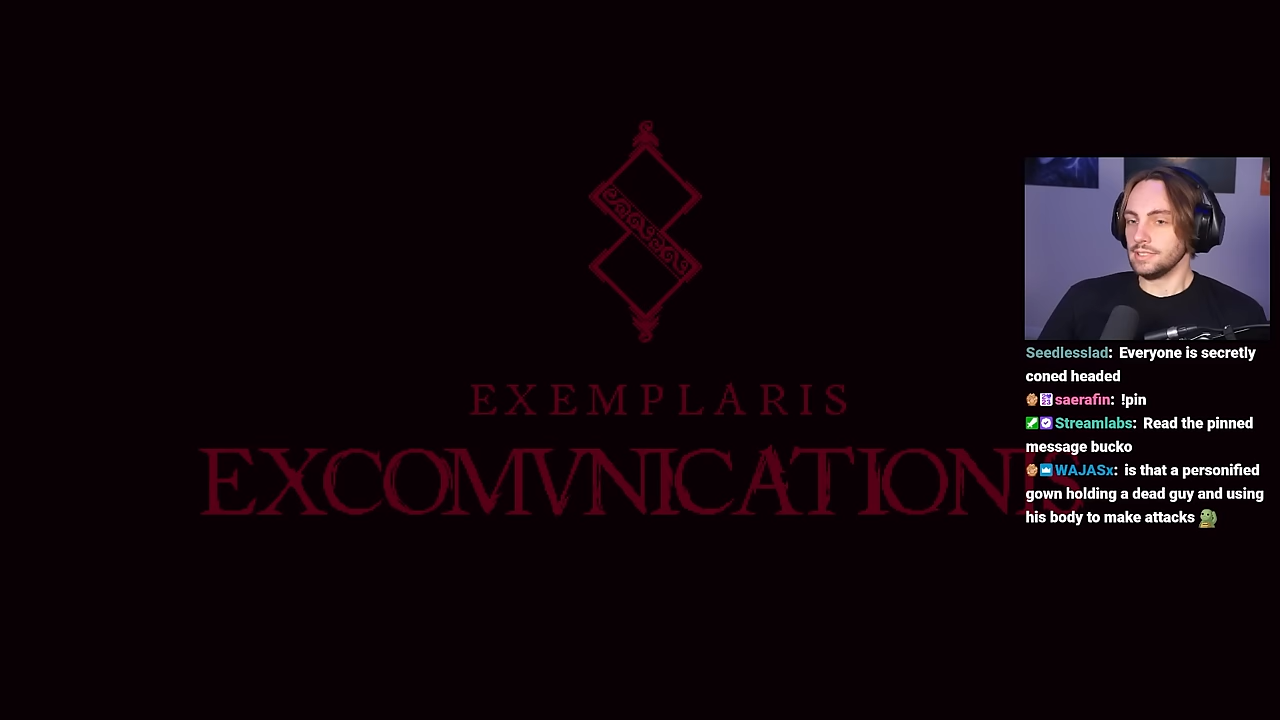 EXEMPLARIS
EXCOMVNICATIONIS
Seedlesslad: Everyone is secretly
coned headed
saerafin: !pin
Streamlabs: Read the pinned
message bucko
WAJASx: is that a personified
gown holding a dead guy and using
his body to make attacks